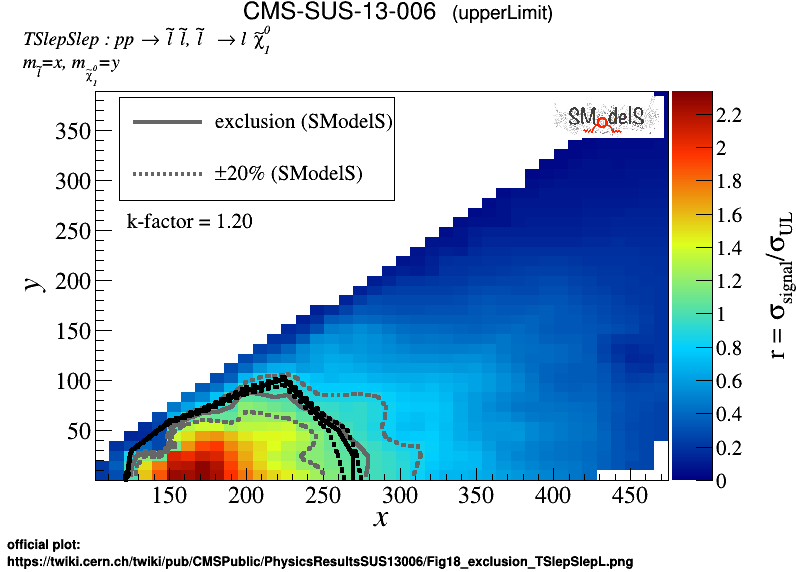 CMS-SUS-13-006 (upperLimit)
TSlepSlep : pp → l̃ l̃, l̃ → l χ̃₁⁰
m_l̃=x, m_χ̃₁⁰=y
SModelS
exclusion (SModelS)
±20% (SModelS)
k-factor = 1.20
350
300
250
200
150
100
50
y
150
200
250
300
350
400
450
x
2.2
2
1.8
1.6
1.4
1.2
1
0.8
0.6
0.4
0.2
0
r = σ_signal/σ_UL
official plot:
https://twiki.cern.ch/twiki/pub/CMSPublic/PhysicsResultsSUS13006/Fig18_exclusion_TSlepSlepL.png